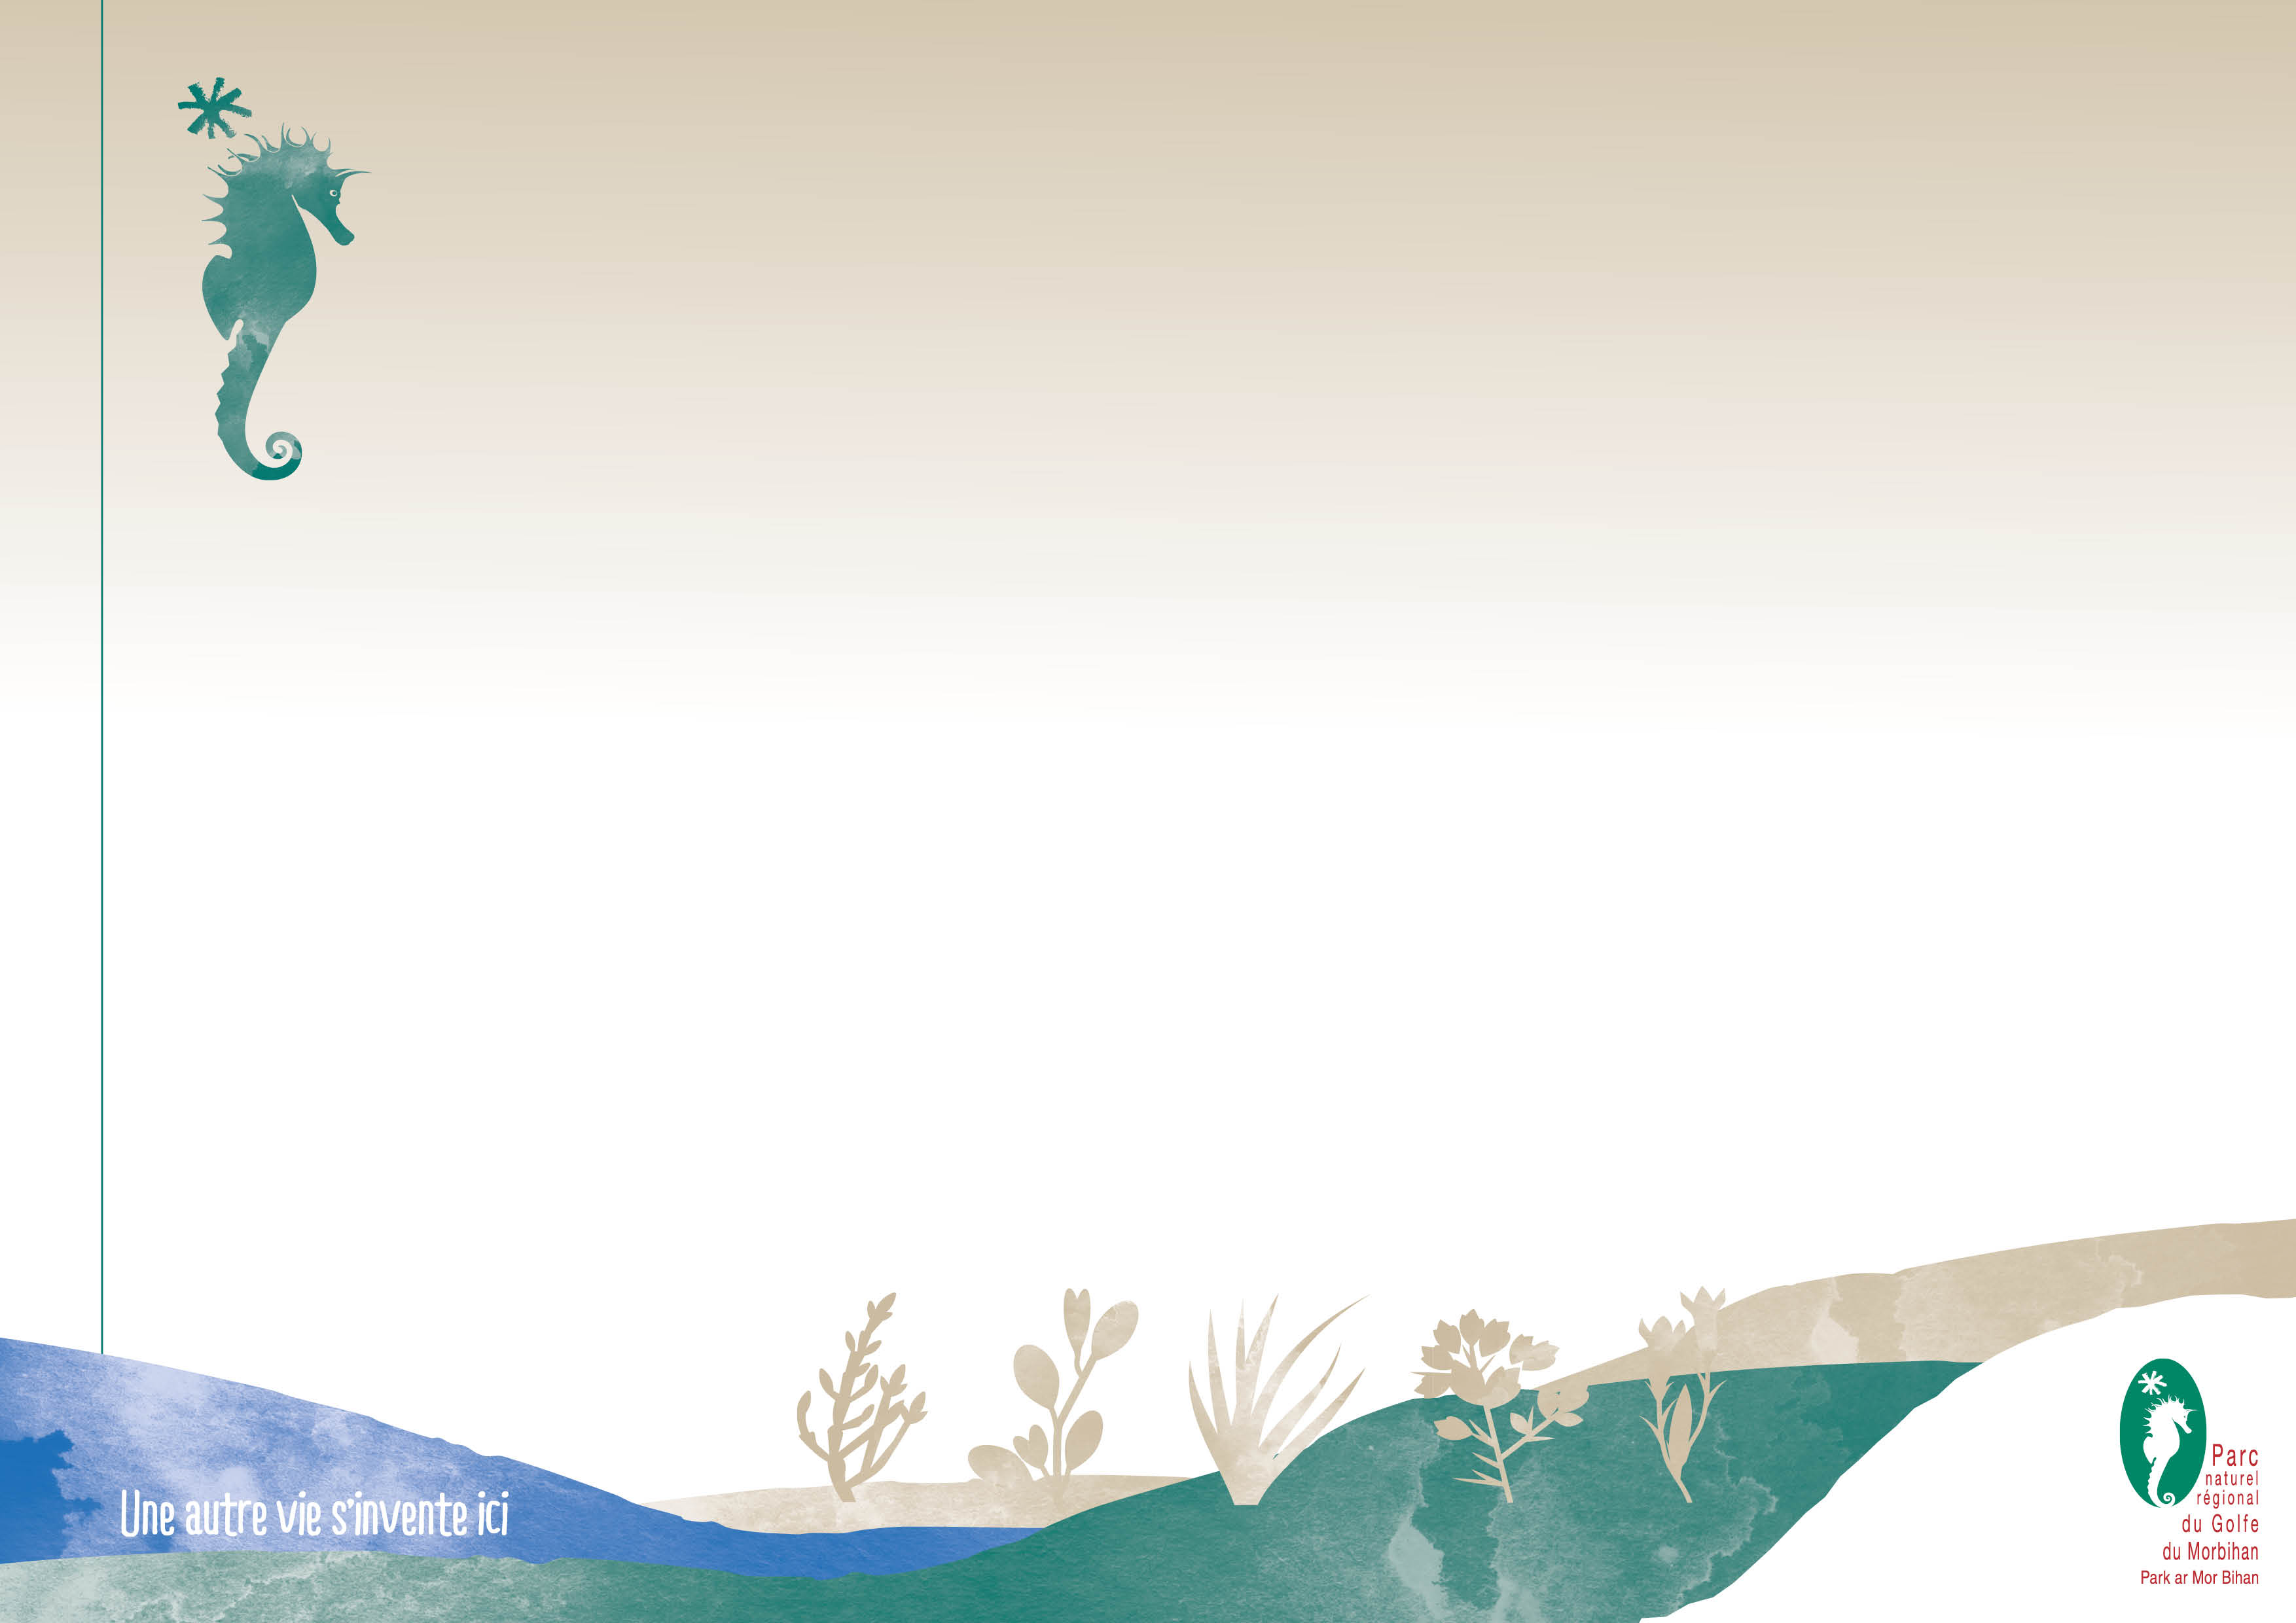 Une autre vie s'invente ici
Parc
naturel
régional
du Golfe
du Morbihan
Park ar Mor Bihan